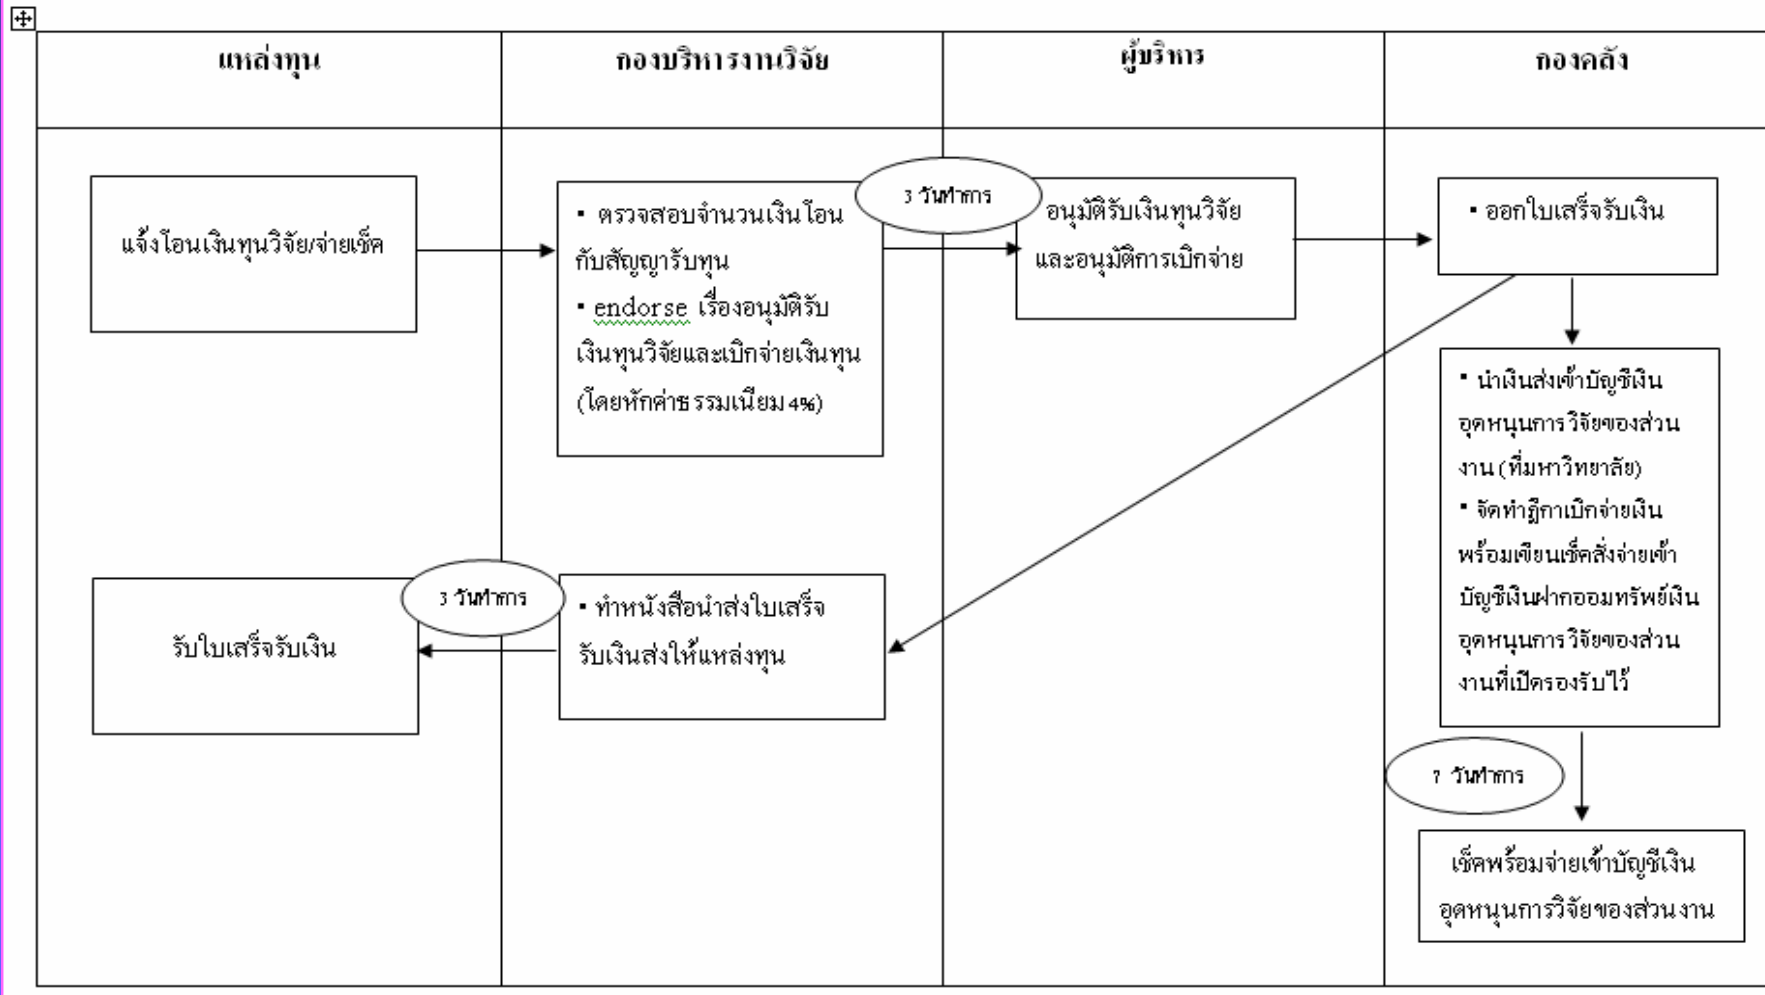 แหล่งทุน
กองบริหารงานวิจัย
ผู้บริหาร
กองคลัง
แจ้งโอนเงินทุนวิจัย/จ่ายเช็ค
▪ ตรวจสอบจำนวนเงินโอน
กับสัญญารับทุน
▪ endorse เรื่องอนุมัติรับ
เงินทุนวิจัยและเบิกจ่ายเงินทุน
(โดยหักค่าธรรมเนียม 4%)
3 วันทำการ
อนุมัติรับเงินทุนวิจัย
และอนุมัติการเบิกจ่าย
▪ ออกใบเสร็จรับเงิน
▪ นำเงินส่งเข้าบัญชีเงิน
อุดหนุนการวิจัยของส่วน
งาน (ที่มหาวิทยาลัย)
▪ จัดทำฎีกาเบิกจ่ายเงิน
พร้อมเขียนเช็คสั่งจ่ายเข้า
บัญชีเงินฝากออมทรัพย์เงิน
อุดหนุนการวิจัยของส่วน
งานที่เปิดรองรับไว้
รับใบเสร็จรับเงิน
3 วันทำการ
▪ ทำหนังสือนำส่งใบเสร็จ
รับเงินส่งให้แหล่งทุน
7 วันทำการ
เช็คพร้อมจ่ายเข้าบัญชีเงิน
อุดหนุนการวิจัยของส่วนงาน